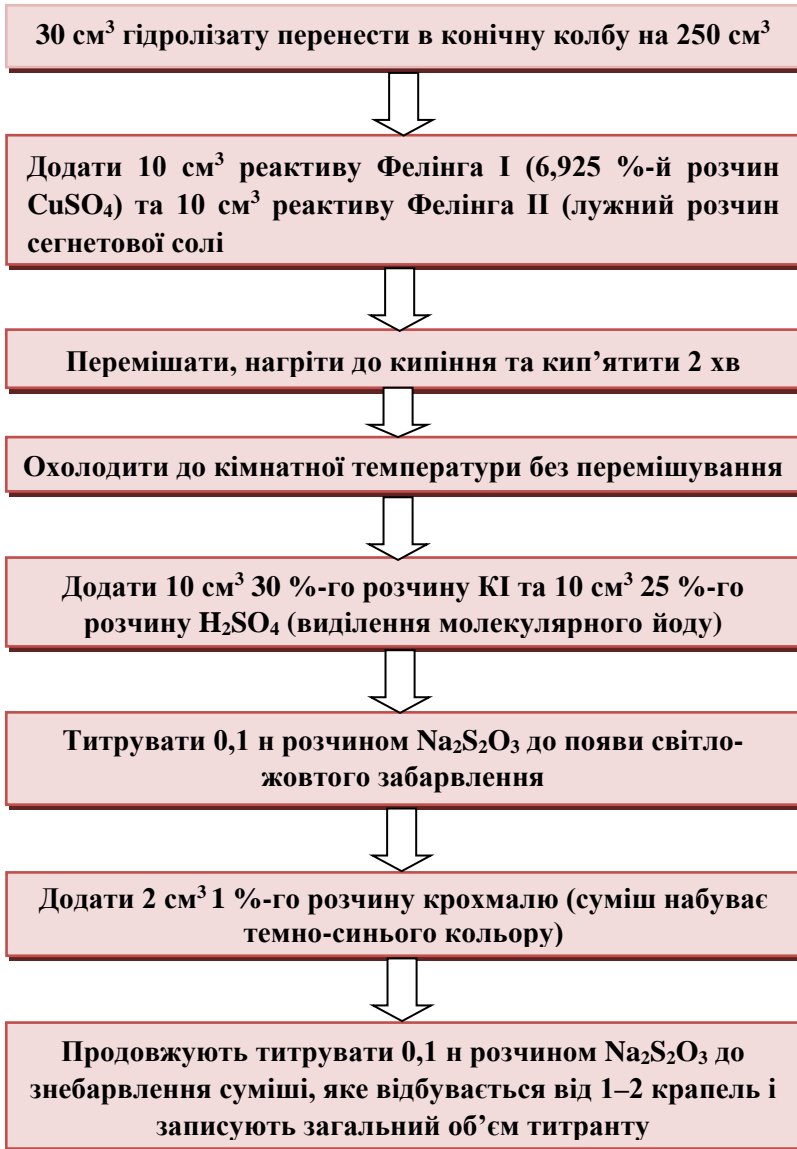 30 см³ гідролізату перенести в конічну колбу на 250 см³
Додати 10 см³ реактиву Фелінга I (6,925 %-й розчин
CuSO₄) та 10 см³ реактиву Фелінга II (лужний розчин
сегнетової солі
Перемішати, нагріти до кипіння та кип’ятити 2 хв
Охолодити до кімнатної температури без перемішування
Додати 10 см³ 30 %-го розчину КІ та 10 см³ 25 %-го
розчину H₂SO₄ (виділення молекулярного йоду)
Титрувати 0,1 н розчином Na₂S₂O₃ до появи світло-
жовтого забарвлення
Додати 2 см³ 1 %-го розчину крохмалю (суміш набуває
темно-синього кольору)
Продовжують титрувати 0,1 н розчином Na₂S₂O₃ до
знебарвлення суміші, яке відбувається від 1–2 крапель і
записують загальний об’єм титранту